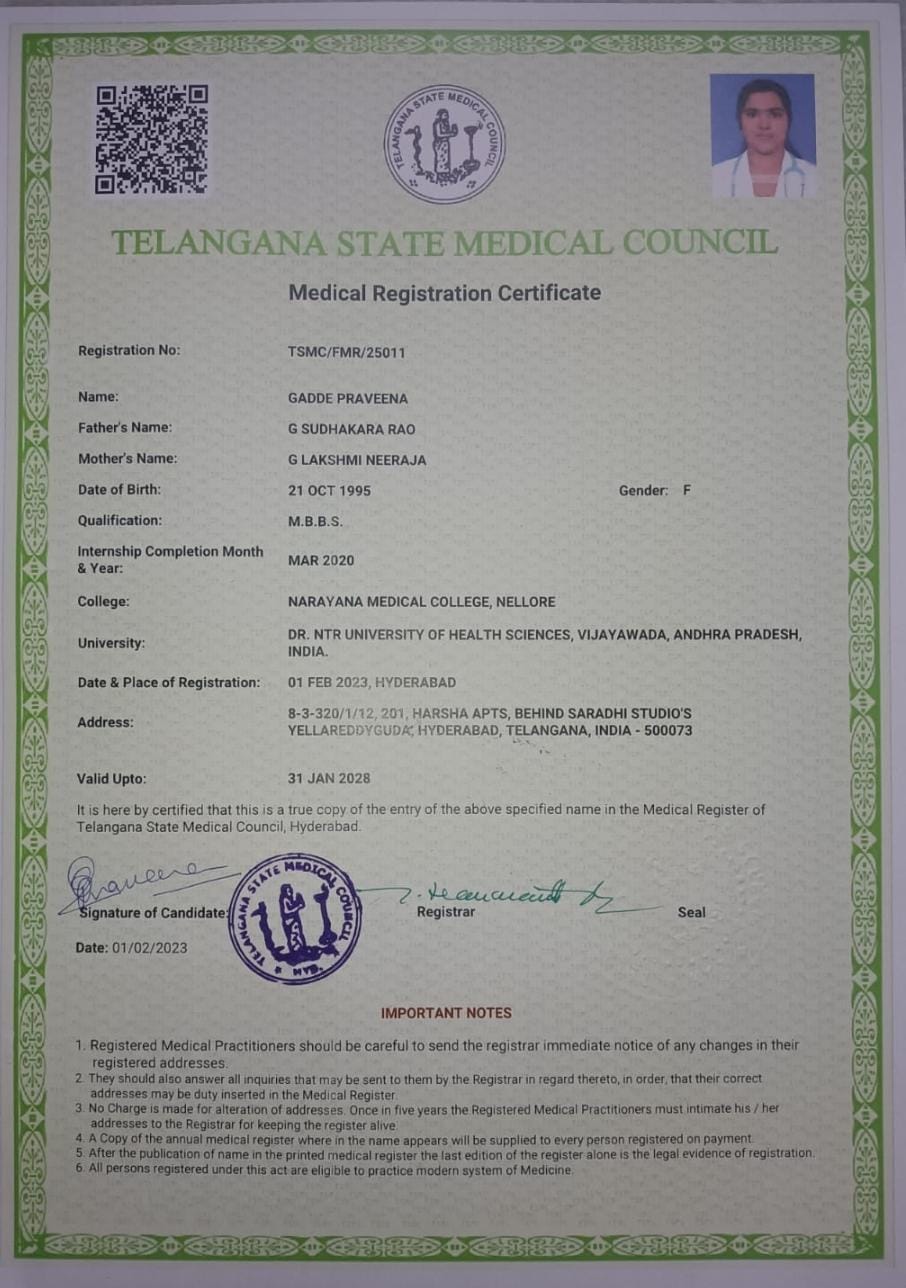 TELANGANA STATE MEDICAL COUNCIL
TELANGANA STATE MEDICAL COUNCIL
Medical Registration Certificate
Registration No: TSMC/FMR/25011
Name: GADDE PRAVEENA
Father's Name: G SUDHAKARA RAO
Mother's Name: G LAKSHMI NEERAJA
Date of Birth: 21 OCT 1995 Gender: F
Qualification: M.B.B.S.
Internship Completion Month
& Year: MAR 2020
College: NARAYANA MEDICAL COLLEGE, NELLORE
University: DR. NTR UNIVERSITY OF HEALTH SCIENCES, VIJAYAWADA, ANDHRA PRADESH,
INDIA.
Date & Place of Registration: 01 FEB 2023, HYDERABAD
Address: 8-3-320/1/12, 201, HARSHA APTS, BEHIND SARADHI STUDIO'S
YELLAREDDYGUDA, HYDERABAD, TELANGANA, INDIA - 500073
Valid Upto: 31 JAN 2028
It is here by certified that this is a true copy of the entry of the above specified name in the Medical Register of
Telangana State Medical Council, Hyderabad.
Praveena
TELANGANA STATE MEDICAL COUNCIL
* HYD. *
Signature of Candidate: Registrar Seal
Date: 01/02/2023
IMPORTANT NOTES
1. Registered Medical Practitioners should be careful to send the registrar immediate notice of any changes in their
registered addresses.
2. They should also answer all inquiries that may be sent to them by the Registrar in regard thereto, in order, that their correct
addresses may be duty inserted in the Medical Register.
3. No Charge is made for alteration of addresses. Once in five years the Registered Medical Practitioners must intimate his / her
addresses to the Registrar for keeping the register alive.
4. A Copy of the annual medical register where in the name appears will be supplied to every person registered on payment.
5. After the publication of name in the printed medical register the last edition of the register alone is the legal evidence of registration.
6. All persons registered under this act are eligible to practice modern system of Medicine.